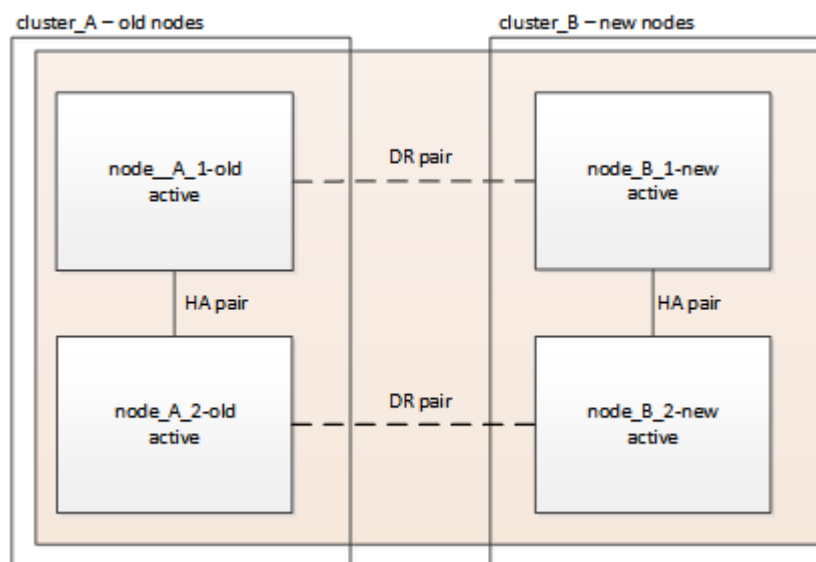 cluster_A – old nodes
cluster_B – new nodes
node__A_1-old
active
DR pair
node_B_1-new
active
HA pair
HA pair
node_A_2-old
active
DR pair
node_B_2-new
active